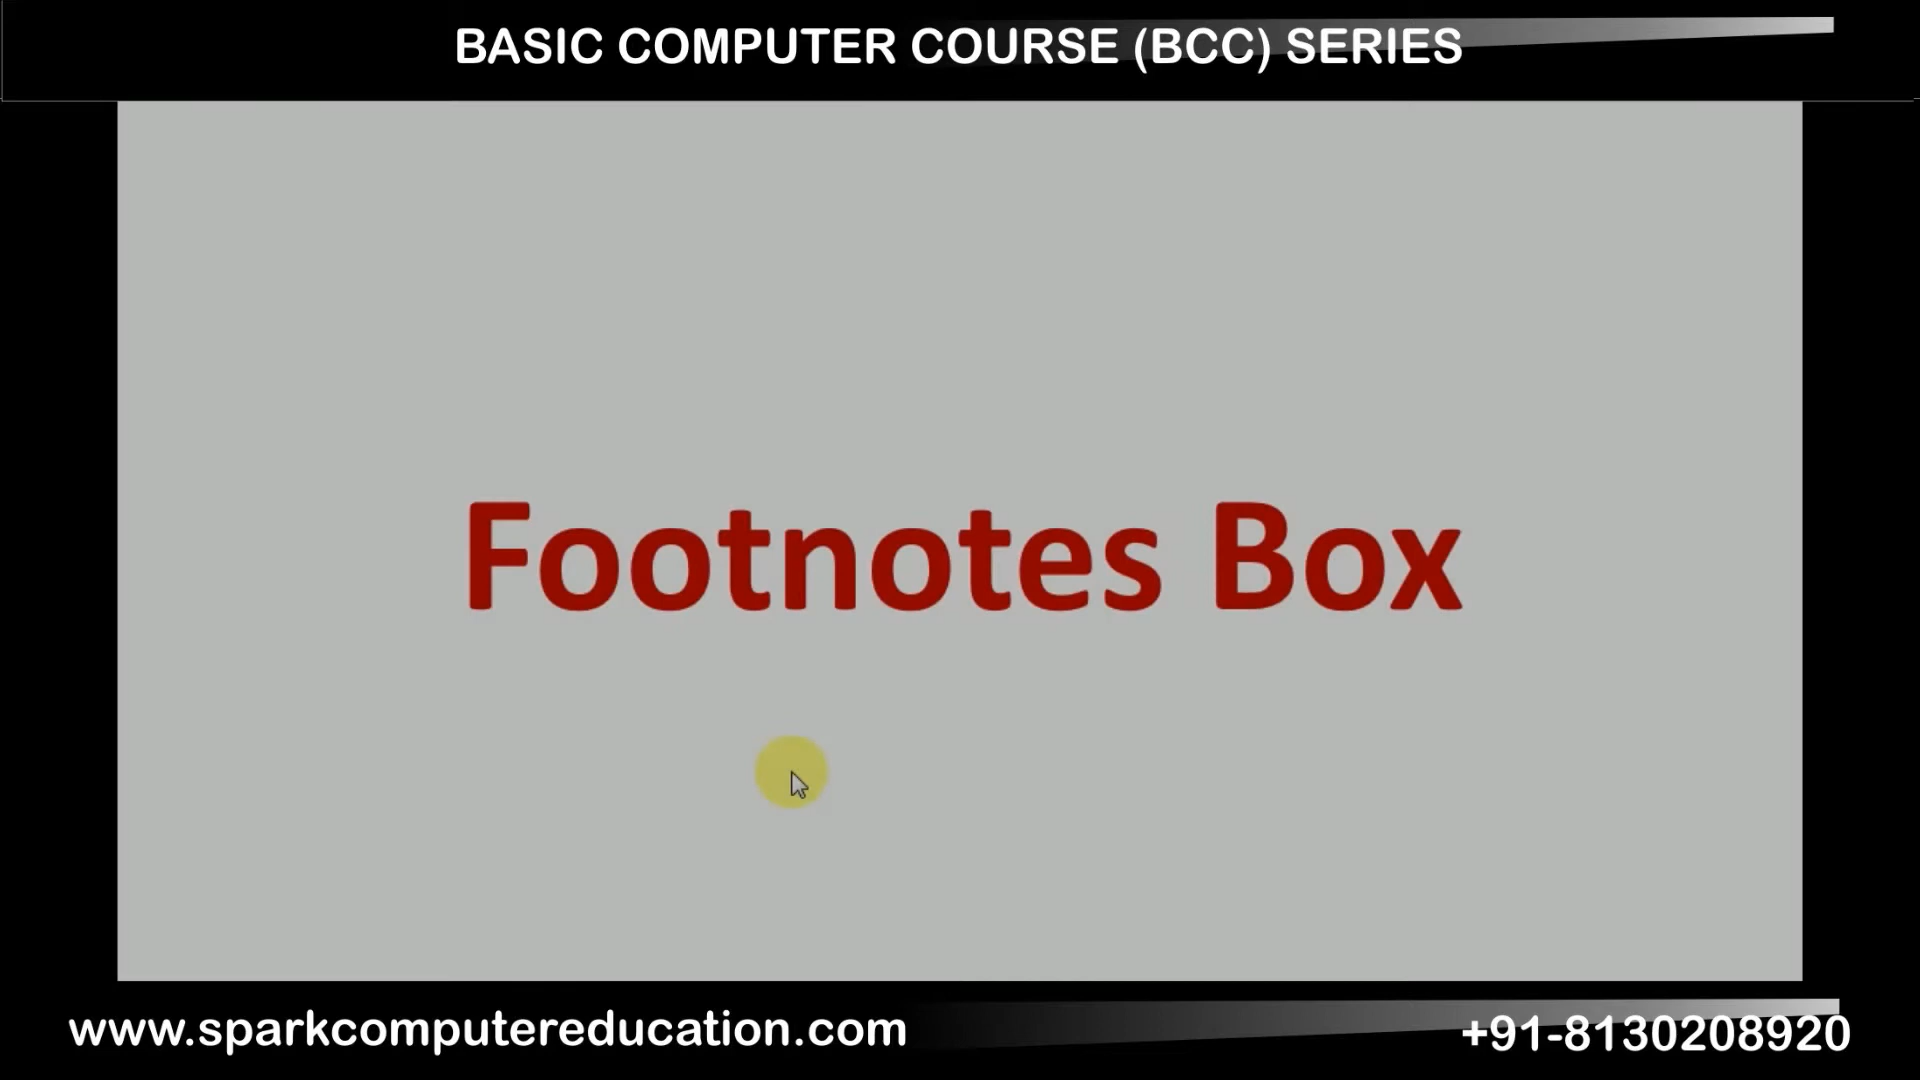 BASIC COMPUTER COURSE (BCC) SERIES
Footnotes Box
www.sparkcomputereducation.com
+91-8130208920